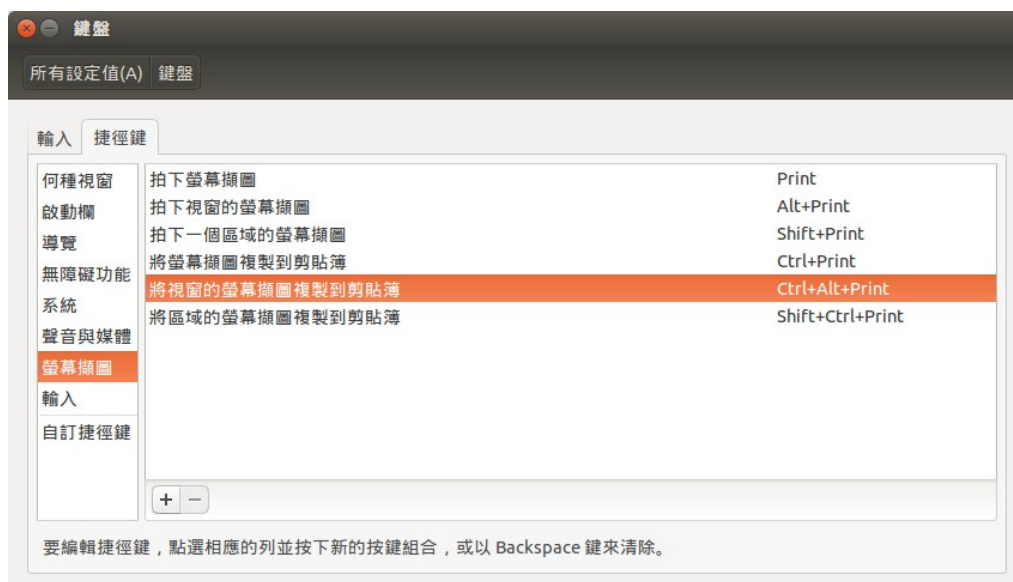 鍵盤
所有設定值(A) 鍵盤
輸入 捷徑鍵
何種視窗
啟動欄
導覽
無障礙功能
系統
聲音與媒體
螢幕擷圖
輸入
自訂捷徑鍵
拍下螢幕擷圖 Print
拍下視窗的螢幕擷圖 Alt+Print
拍下一個區域的螢幕擷圖 Shift+Print
將螢幕擷圖複製到剪貼簿 Ctrl+Print
將視窗的螢幕擷圖複製到剪貼簿 Ctrl+Alt+Print
將區域的螢幕擷圖複製到剪貼簿 Shift+Ctrl+Print
要編輯捷徑鍵，點選相應的列並按下新的按鍵組合，或以 Backspace 鍵來清除。